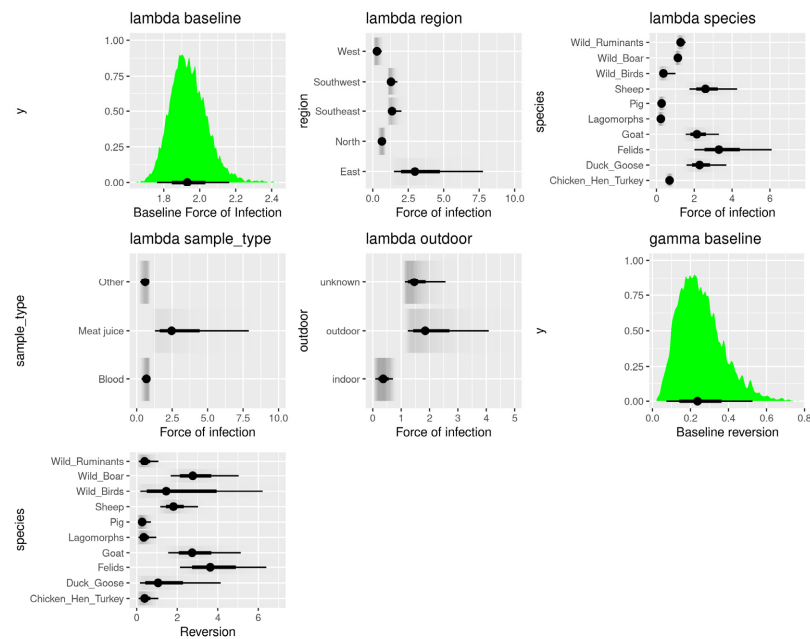 lambda baseline
1.00
0.75
0.50
0.25
0.00
y
1.6
2.0
2.2
2.4
1.8
Baseline Force of Infection
lambda region
West
Southwest
Southeast
North
East
region
0.0
2.5
5.0
7.5
10.0
Force of infection
lambda species
Wild_Ruminants
Wild_Boar
Wild_Birds
Sheep
Pig
Lagomorphs
Goat
Felids
Duck_Goose
Chicken_Hen_Turkey
species
0
2
4
6
Force of infection
lambda sample_type
Other
Meat juice
Blood
sample_type
0.0
2.5
5.0
7.5
10.0
Force of infection
lambda outdoor
unknown
outdoor
indoor
outdoor
0
1
2
3
4
5
Force of infection
gamma baseline
1.00
0.75
0.50
0.25
0.00
y
0.0
0.2
0.4
0.6
0.8
Baseline reversion
Wild_Ruminants
Wild_Boar
Wild_Birds
Sheep
Pig
Lagomorphs
Goat
Felids
Duck_Goose
Chicken_Hen_Turkey
species
0
2
4
6
Reversion